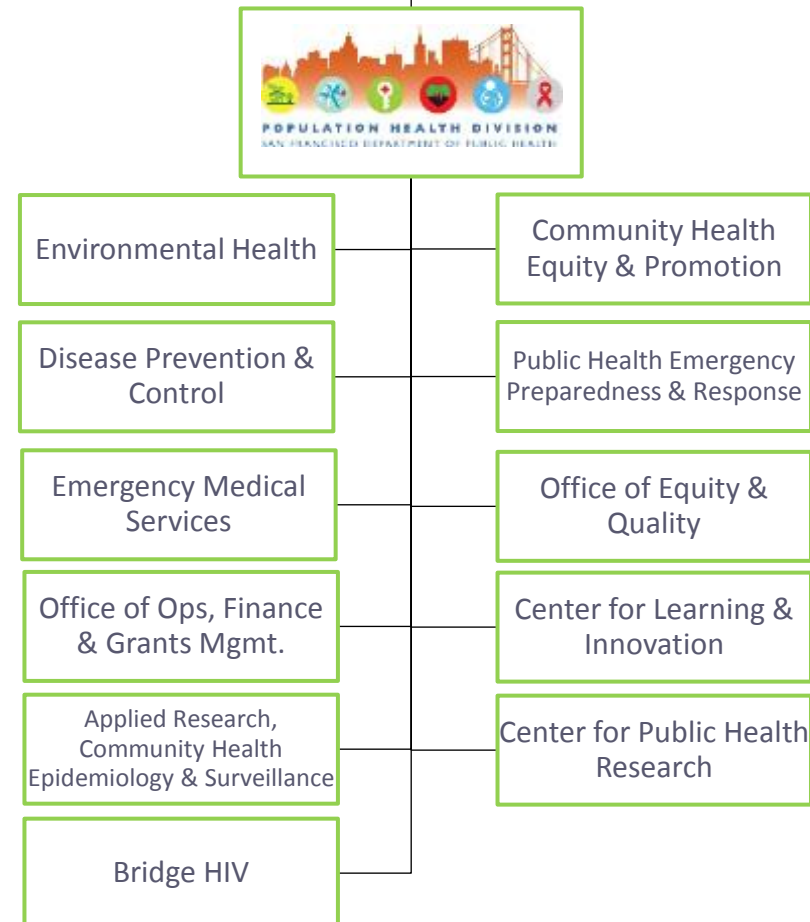 POPULATION HEALTH DIVISION
SAN FRANCISCO DEPARTMENT OF PUBLIC HEALTH
Environmental Health
Community Health
Equity & Promotion
Disease Prevention &
Control
Public Health Emergency
Preparedness & Response
Emergency Medical
Services
Office of Equity &
Quality
Office of Ops, Finance
& Grants Mgmt.
Center for Learning &
Innovation
Applied Research,
Community Health
Epidemiology & Surveillance
Center for Public Health
Research
Bridge HIV